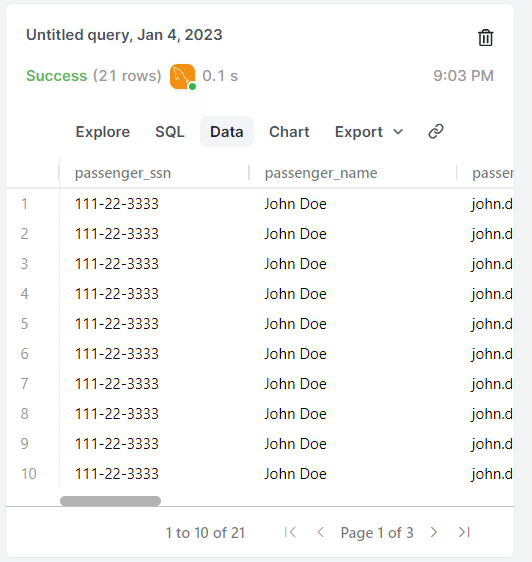 Untitled query, Jan 4, 2023
Success (21 rows) 0.1 s 9:03 PM
Explore SQL Data Chart Export
passenger_ssn passenger_name passe
1 111-22-3333 John Doe john.d
2 111-22-3333 John Doe john.d
3 111-22-3333 John Doe john.d
4 111-22-3333 John Doe john.d
5 111-22-3333 John Doe john.d
6 111-22-3333 John Doe john.d
7 111-22-3333 John Doe john.d
8 111-22-3333 John Doe john.d
9 111-22-3333 John Doe john.d
10 111-22-3333 John Doe john.d
1 to 10 of 21 Page 1 of 3